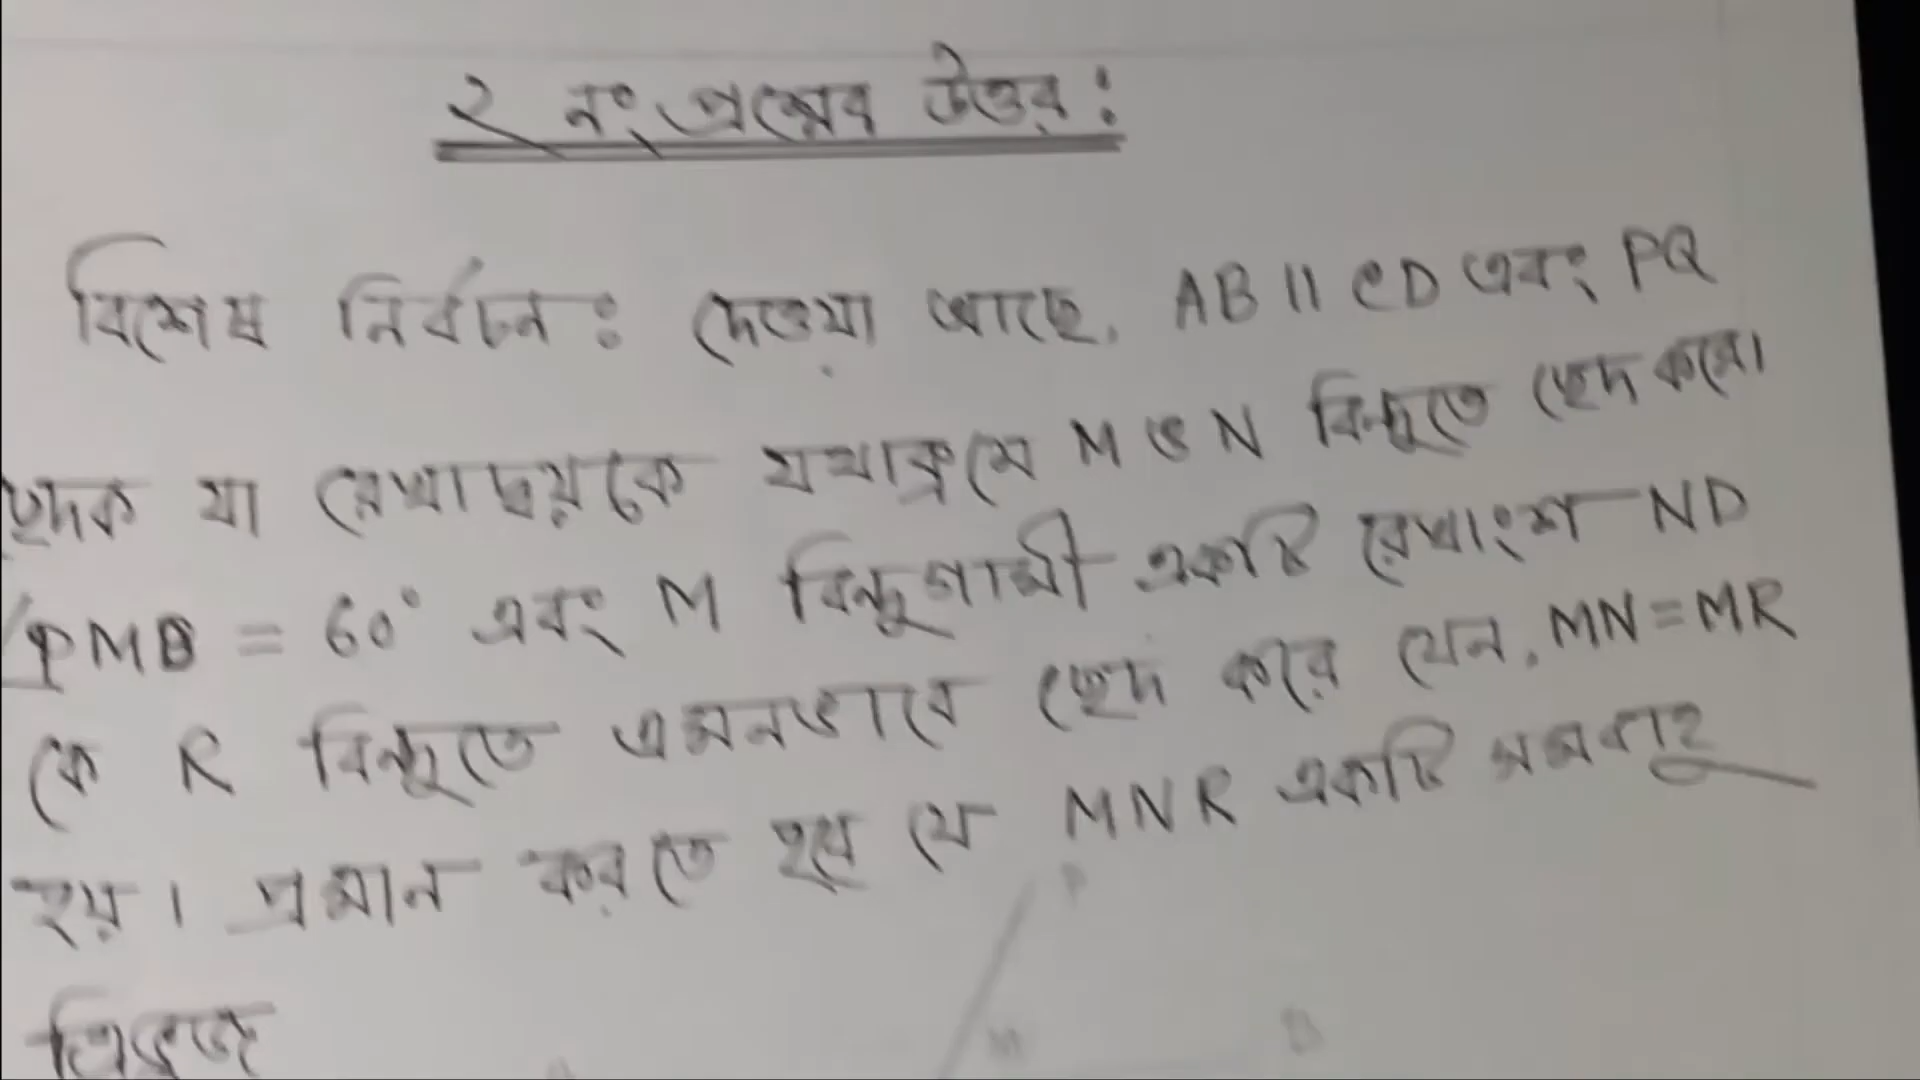 ২ নং প্রশ্নের উত্তর :
বিশেষ নির্বচন : দেওয়া আছে, AB || CD এবং PQ
ছেদক যা রেখাদ্বয়কে যথাক্রমে M ও N বিন্দুতে ছেদ করে।
∠PMB = 60° এবং M বিন্দুগামী একটি রেখাংশ ND
কে R বিন্দুতে এমনভাবে ছেদ করে যেন, MN = MR
হয়। প্রমান করতে হবে যে MNR একটি সমবাহু
ত্রিভুজ
P
M B
A